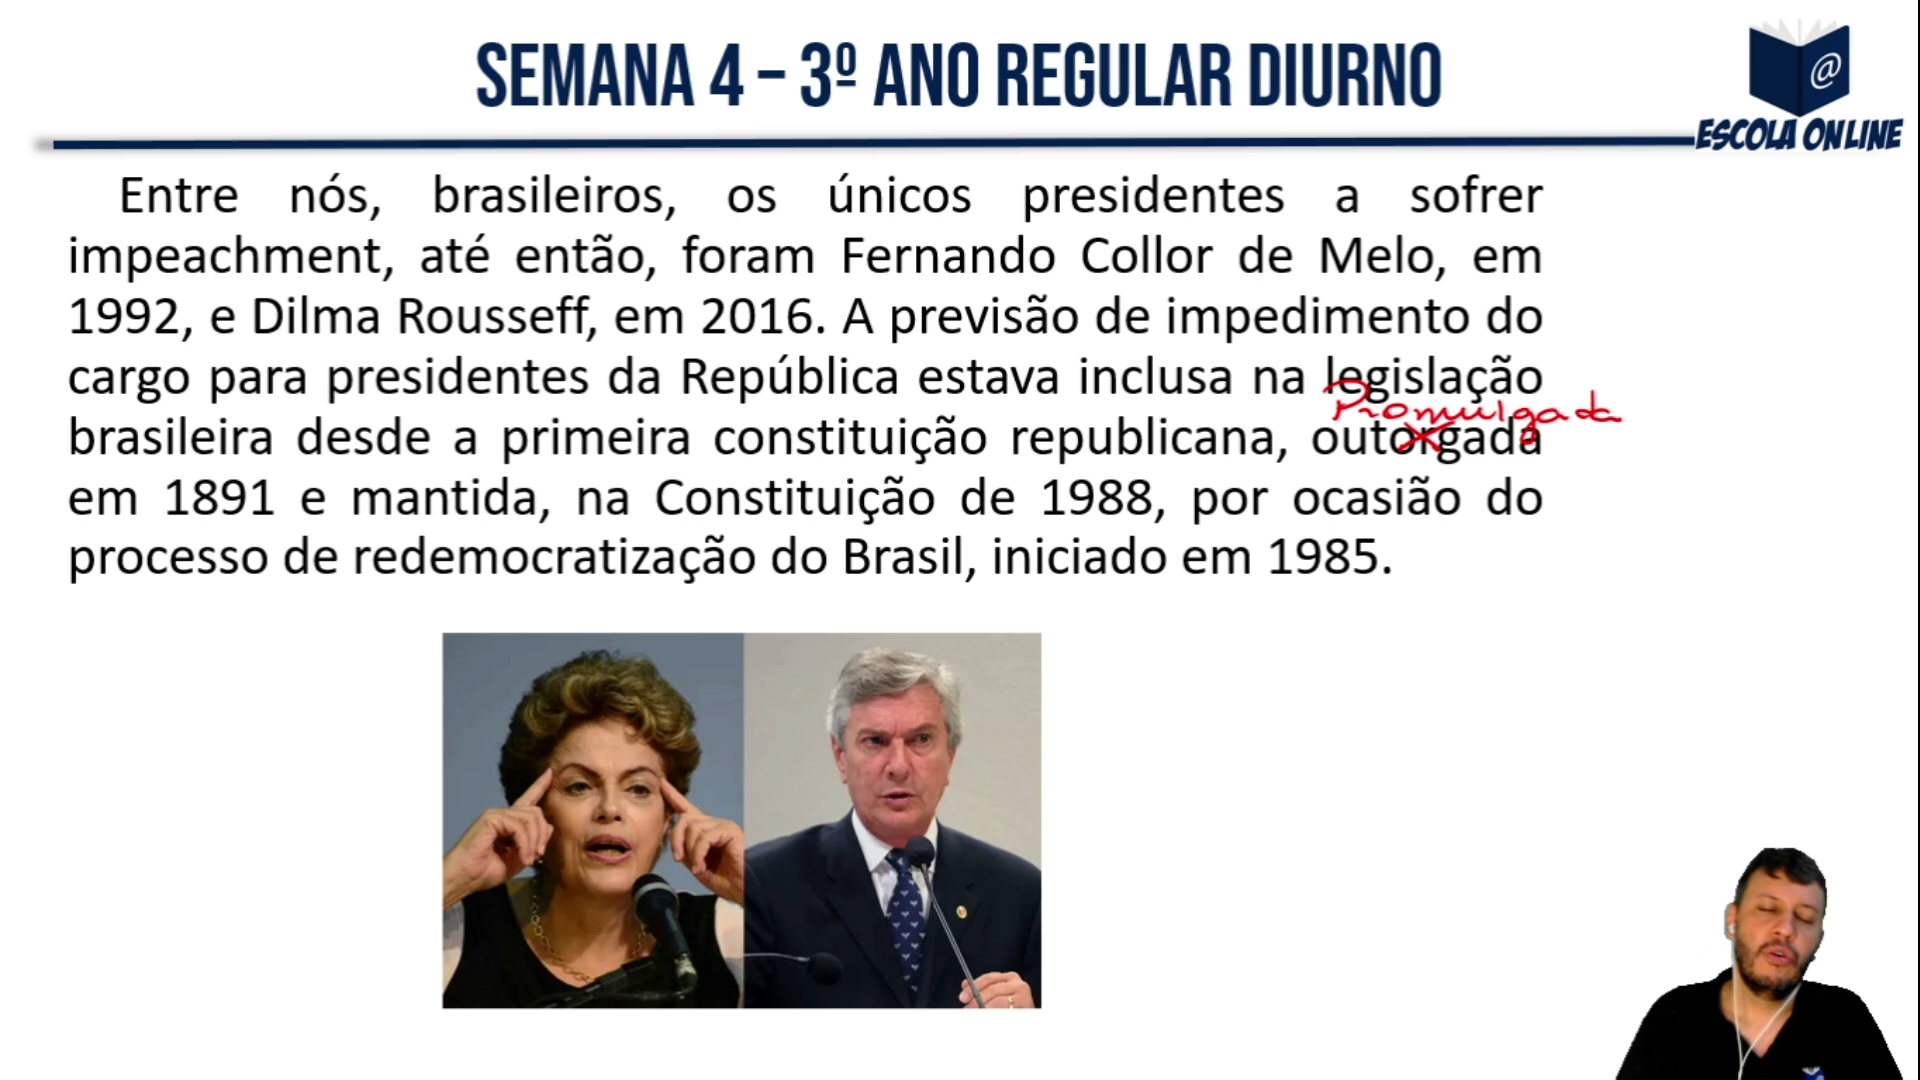 SEMANA 4 – 3º ANO REGULAR DIURNO
@
ESCOLA ONLINE
Entre nós, brasileiros, os únicos presidentes a sofrer
impeachment, até então, foram Fernando Collor de Melo, em
1992, e Dilma Rousseff, em 2016. A previsão de impedimento do
cargo para presidentes da República estava inclusa na legislação
Promulgada
brasileira desde a primeira constituição republicana, outorgada
em 1891 e mantida, na Constituição de 1988, por ocasião do
processo de redemocratização do Brasil, iniciado em 1985.